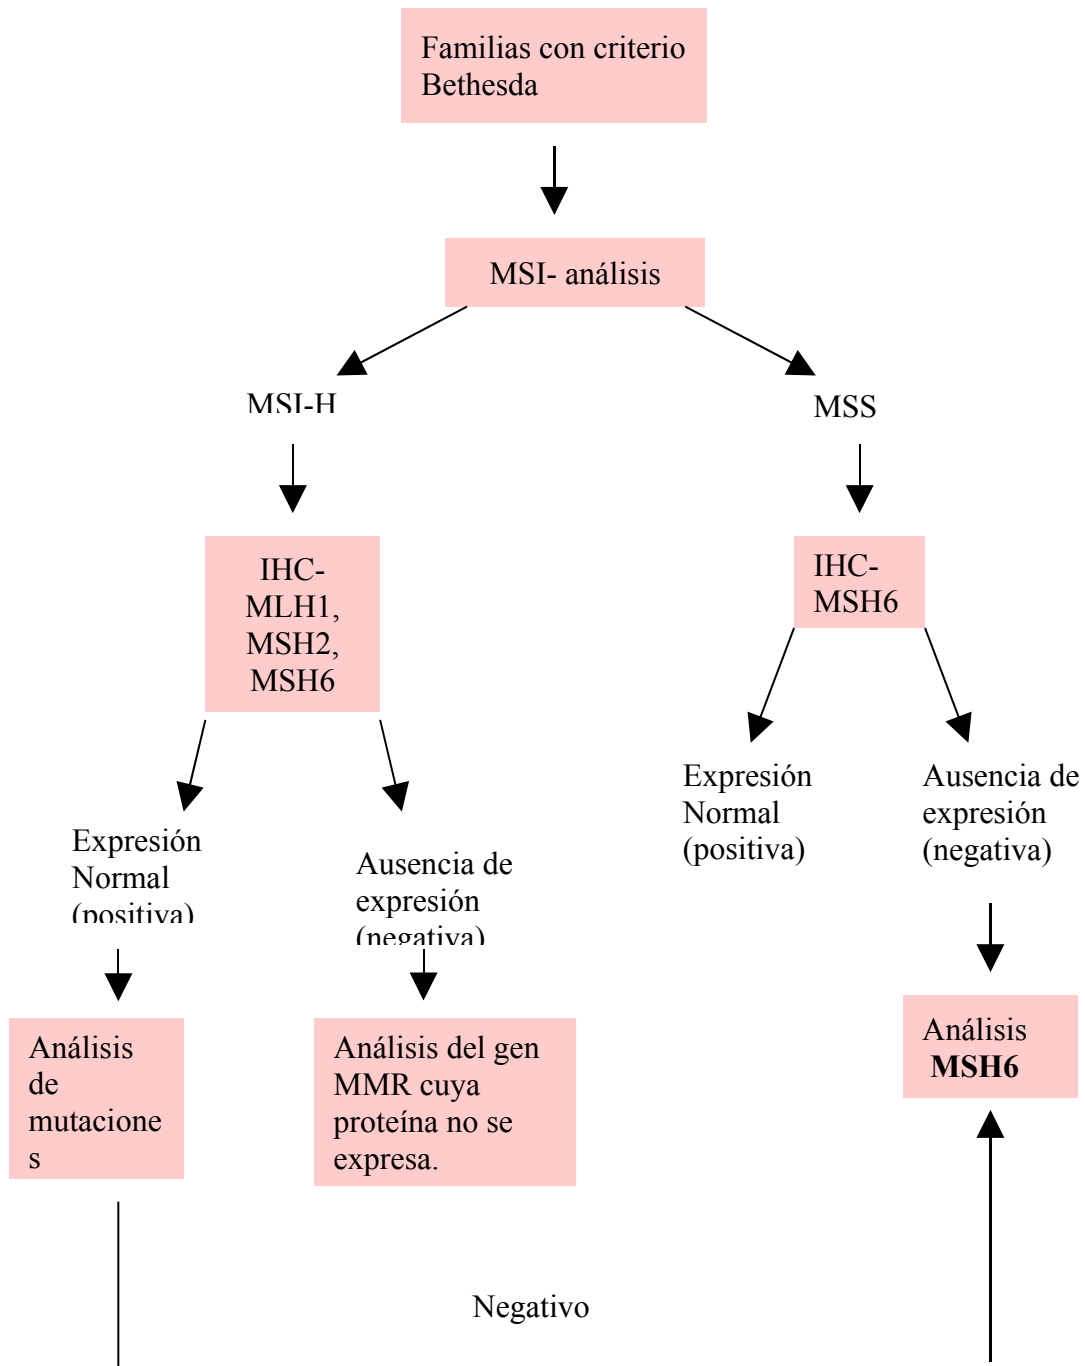 Familias con criterio
Bethesda
MSI- análisis
MSI-H
MSS
IHC-
MLH1,
MSH2,
MSH6
IHC-
MSH6
Expresión
Normal
(positiva)
Ausencia de
expresión
(negativa)
Expresión
Normal
(positiva)
Ausencia de
expresión
(negativa)
Análisis
de
mutacione
s
Análisis del gen
MMR cuya
proteína no se
expresa.
Análisis
MSH6
Negativo